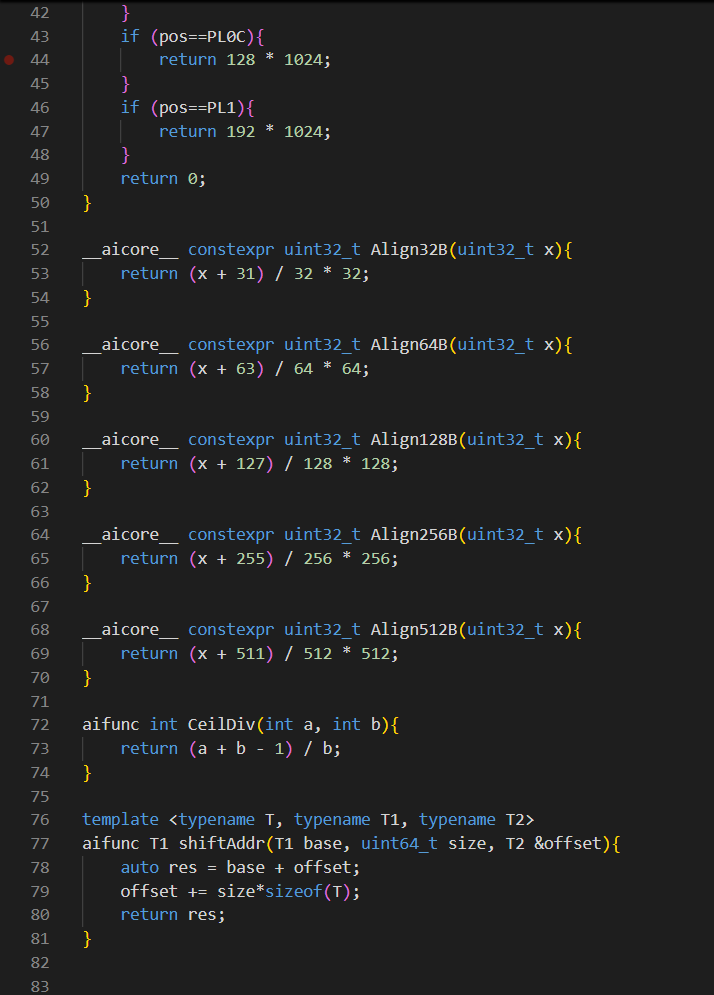 42     }
43     if (pos==PL0C){
44         return 128 * 1024;
45     }
46     if (pos==PL1){
47         return 192 * 1024;
48     }
49     return 0;
50 }
51
52 __aicore__ constexpr uint32_t Align32B(uint32_t x){
53     return (x + 31) / 32 * 32;
54 }
55
56 __aicore__ constexpr uint32_t Align64B(uint32_t x){
57     return (x + 63) / 64 * 64;
58 }
59
60 __aicore__ constexpr uint32_t Align128B(uint32_t x){
61     return (x + 127) / 128 * 128;
62 }
63
64 __aicore__ constexpr uint32_t Align256B(uint32_t x){
65     return (x + 255) / 256 * 256;
66 }
67
68 __aicore__ constexpr uint32_t Align512B(uint32_t x){
69     return (x + 511) / 512 * 512;
70 }
71
72 aifunc int CeilDiv(int a, int b){
73     return (a + b - 1) / b;
74 }
75
76 template <typename T, typename T1, typename T2>
77 aifunc T1 shiftAddr(T1 base, uint64_t size, T2 &offset){
78     auto res = base + offset;
79     offset += size*sizeof(T);
80     return res;
81 }
82
83